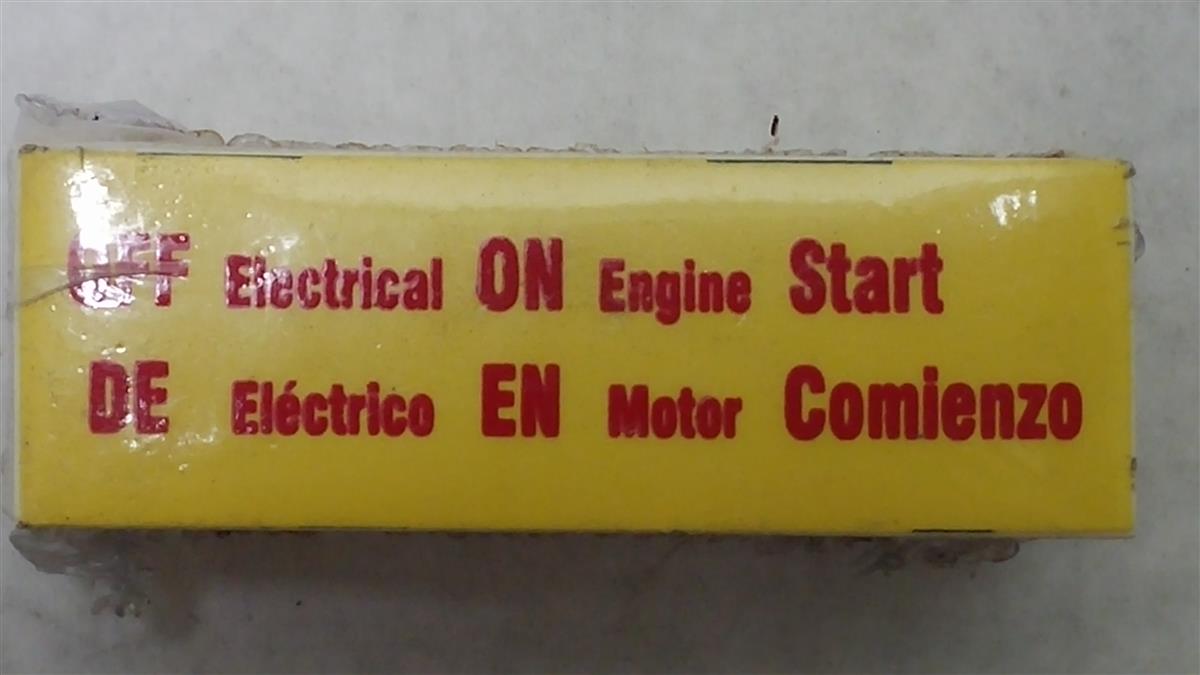 OFF Electrical ON Engine Start
DE Eléctrico EN Motor Comienzo